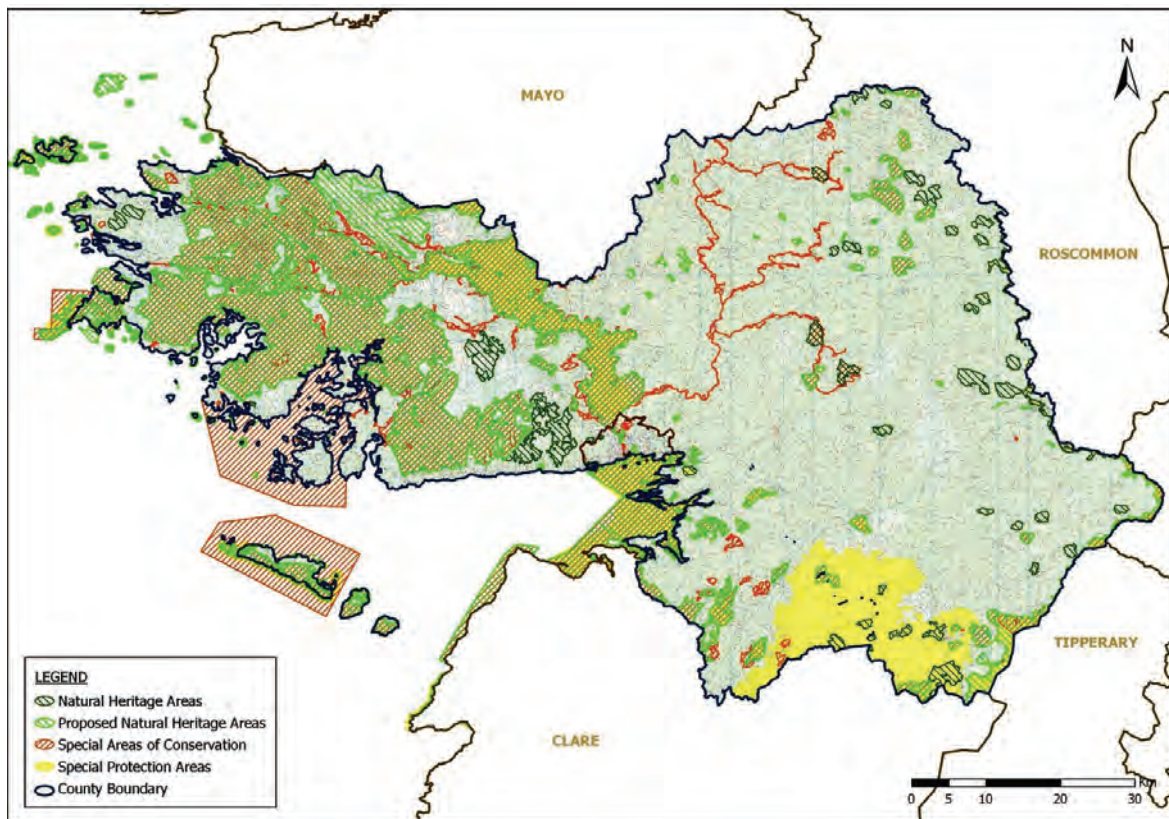 N
MAYO
ROSCOMMON
TIPPERARY
CLARE
LEGEND
Natural Heritage Areas
Proposed Natural Heritage Areas
Special Areas of Conservation
Special Protection Areas
County Boundary
Km
0 5 10 20 30